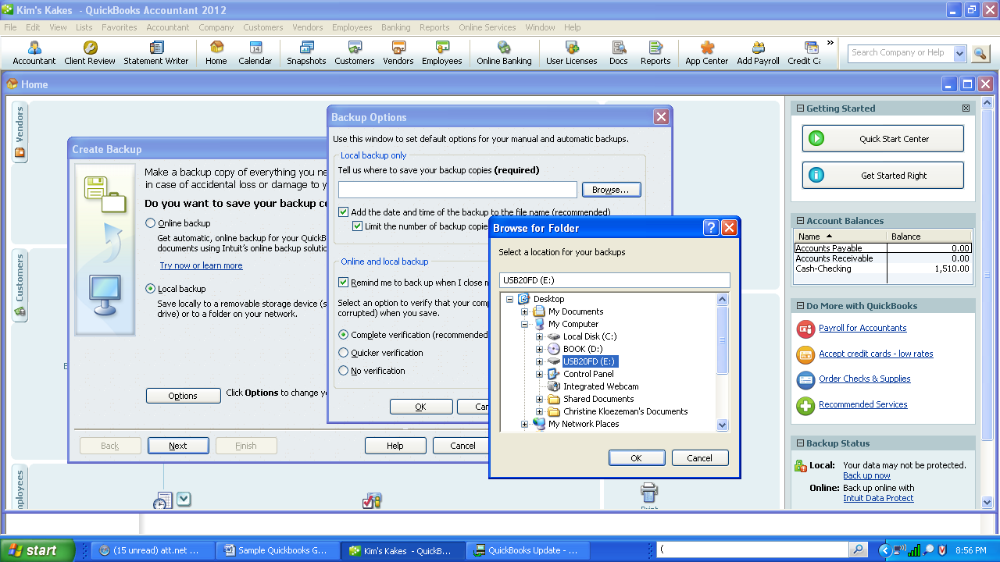 Kim's Kakes - QuickBooks Accountant 2012
File Edit View Lists Favorites Accountant Company Customers Vendors Employees Banking Reports Online Services Window Help
Accountant Client Review Statement Writer Home Calendar Snapshots Customers Vendors Employees Online Banking User Licenses Docs Reports App Center Add Payroll Credit Ca
Search Company or Help
Home
Vendors
Customers
Create Backup
Make a backup copy of everything you ne
in case of accidental loss or damage to y
Do you want to save your backup co
Online backup
Get automatic, online backup for your QuickB
documents using Intuit's online backup solutio
Try now or learn more
Local backup
Save locally to a removable storage device (s
drive) or to a folder on your network.
Options
Click Options to change yo
Back
Next
Finish
Help
Cancel
Backup Options
Use this window to set default options for your manual and automatic backups.
Local backup only
Tell us where to save your backup copies (required)
Browse...
Add the date and time of the backup to the file name (recommended)
Limit the number of backup copie
Online and local backup
Remind me to back up when I close m
Select an option to verify that your comp
corrupted) when you save.
Complete verification (recommended
Quicker verification
No verification
OK
Can
Browse for Folder
Select a location for your backups
USB20FD (E:)
Desktop
My Documents
My Computer
Local Disk (C:)
BOOK (D:)
USB20FD (E:)
Control Panel
Integrated Webcam
Shared Documents
Christine Kloezeman's Documents
My Network Places
OK
Cancel
Getting Started
Quick Start Center
Get Started Right
Account Balances
Name Balance
Accounts Payable 0.00
Accounts Receivable 0.00
Cash-Checking 1,510.00
Do More with QuickBooks
Payroll for Accountants
Accept credit cards - low rates
Order Checks & Supplies
Recommended Services
Backup Status
Local: Your data may not be protected.
Back up now
Online: Back up online with
Intuit Data Protect
mployees
start
(15 unread) att.net ...
Sample Quickbooks G...
Kim's Kakes - QuickB...
QuickBooks Update - ...
(
8:56 PM